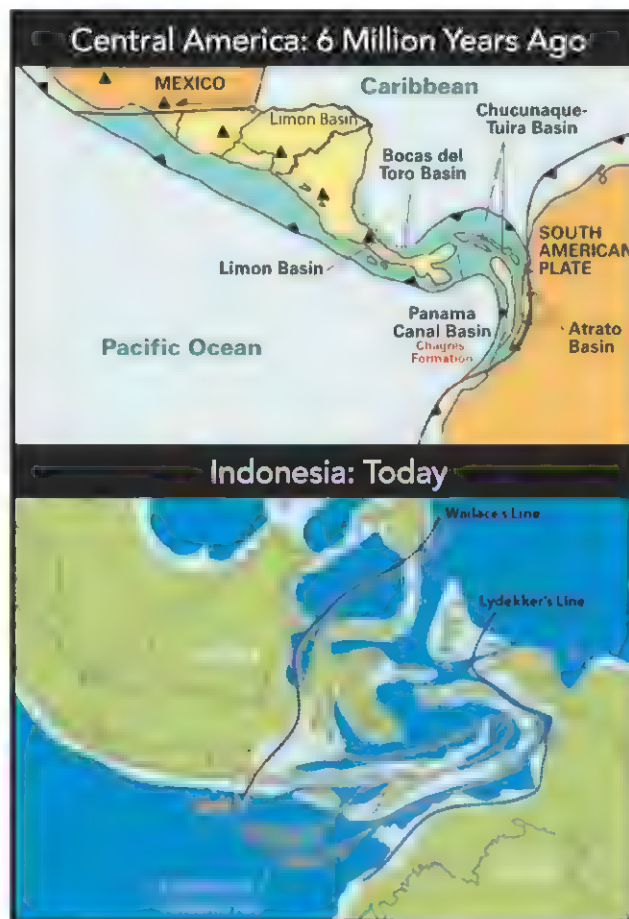 Central America: 6 Million Years Ago
MEXICO
Caribbean
Limon Basin
Chucunaque-
Tuira Basin
Bocas del
Toro Basin
SOUTH
AMERICAN
PLATE
Limon Basin
Panama
Canal Basin
Chagres
Formation
Atrato
Basin
Pacific Ocean
Indonesia: Today
Wallace's Line
Lydekker's Line